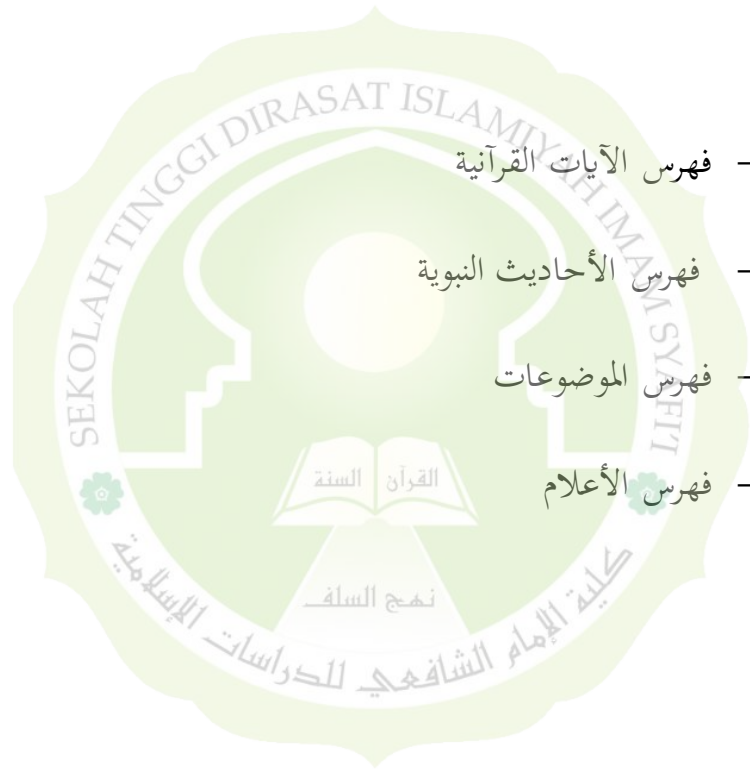 - فهرس الآيات القرآنية
- فهرس الأحاديث النبوية
- فهرس الموضوعات
- فهرس الأعلام
SEKOLAH TINGGI DIRASAT ISLAMIYAH IMAM SYAFI'I
القرآن السنة
نهج السلف
كلية الإمام الشافعي للدراسات الإسلامية